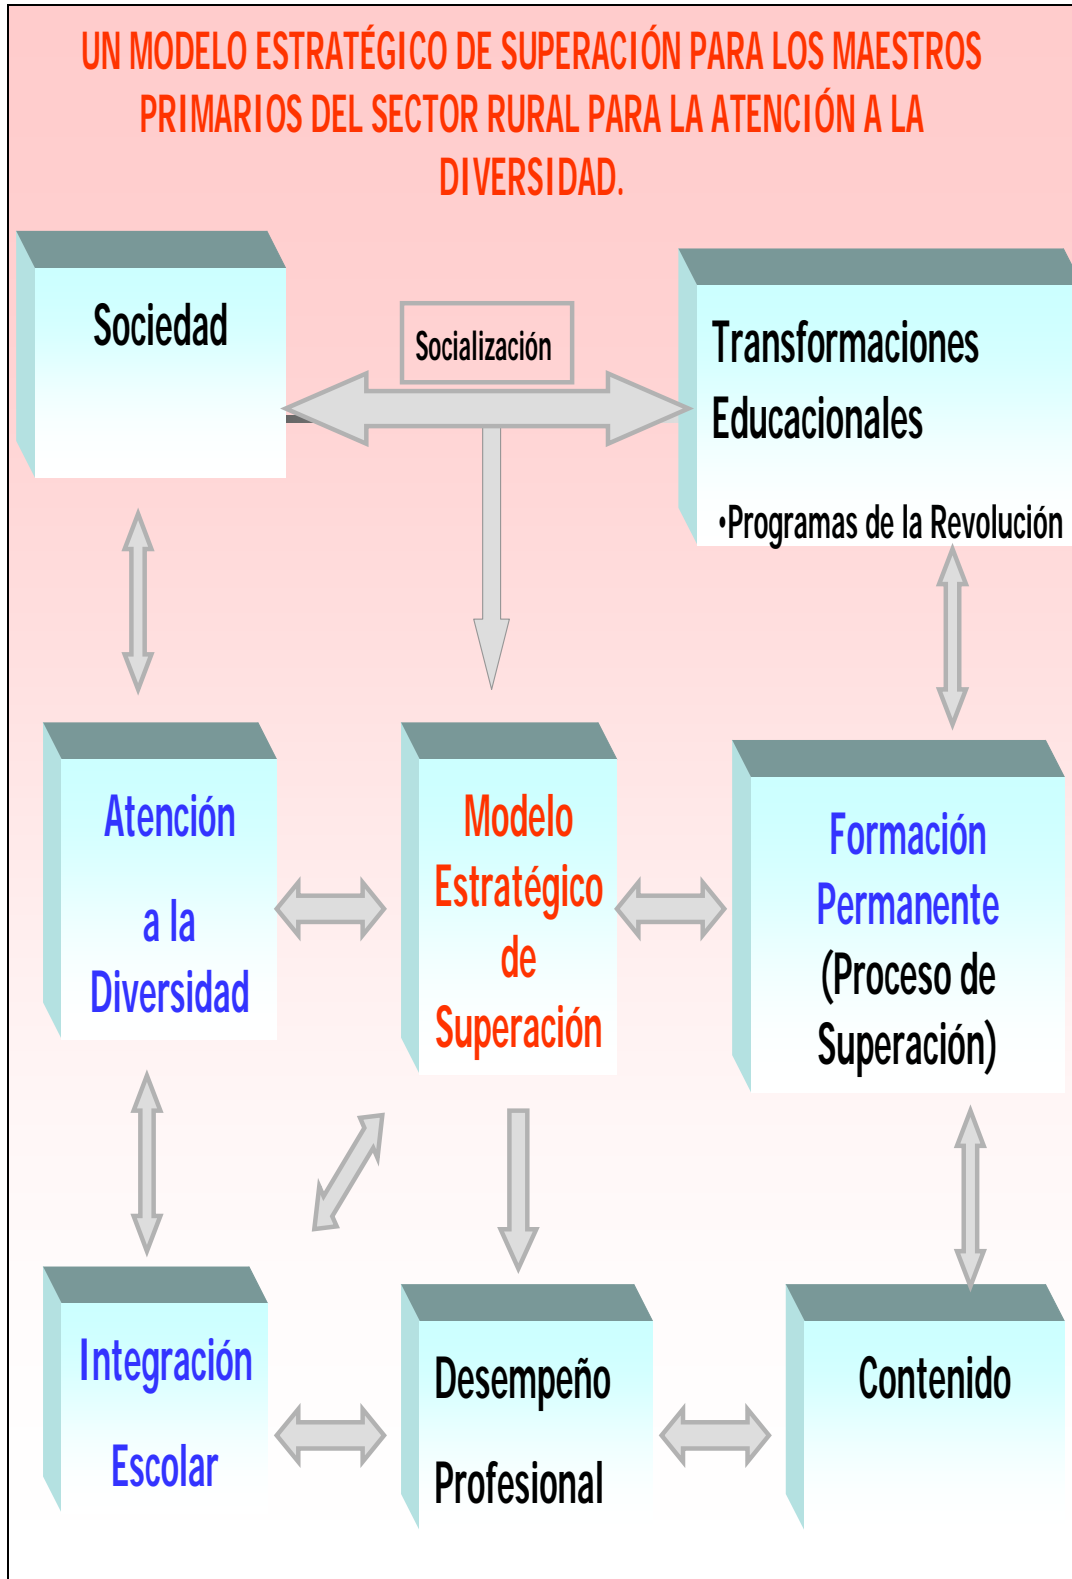 UN MODELO ESTRATÉGICO DE SUPERACIÓN PARA LOS MAESTROS
PRIMARIOS DEL SECTOR RURAL PARA LA ATENCIÓN A LA
DIVERSIDAD.
Sociedad
Socialización
Transformaciones
Educacionales
•Programas de la Revolución
Atención
a la
Diversidad
Modelo
Estratégico
de
Superación
Formación
Permanente
(Proceso de
Superación)
Integración
Escolar
Desempeño
Profesional
Contenido